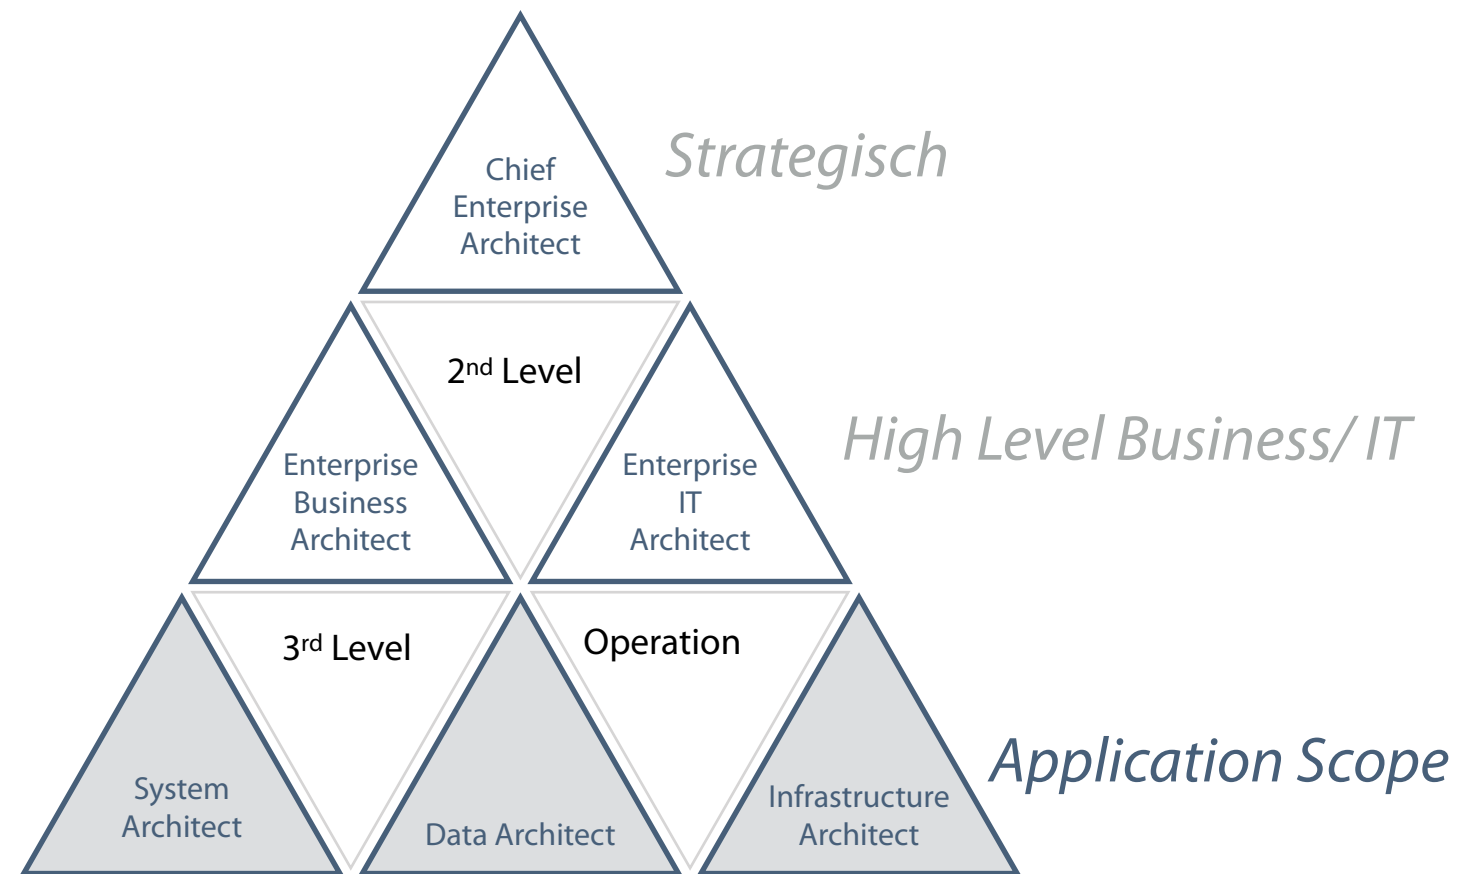 Chief
Enterprise
Architect
Strategisch
2nd Level
Enterprise
Business
Architect
Enterprise
IT
Architect
High Level Business/ IT
3rd Level
Operation
System
Architect
Data Architect
Infrastructure
Architect
Application Scope